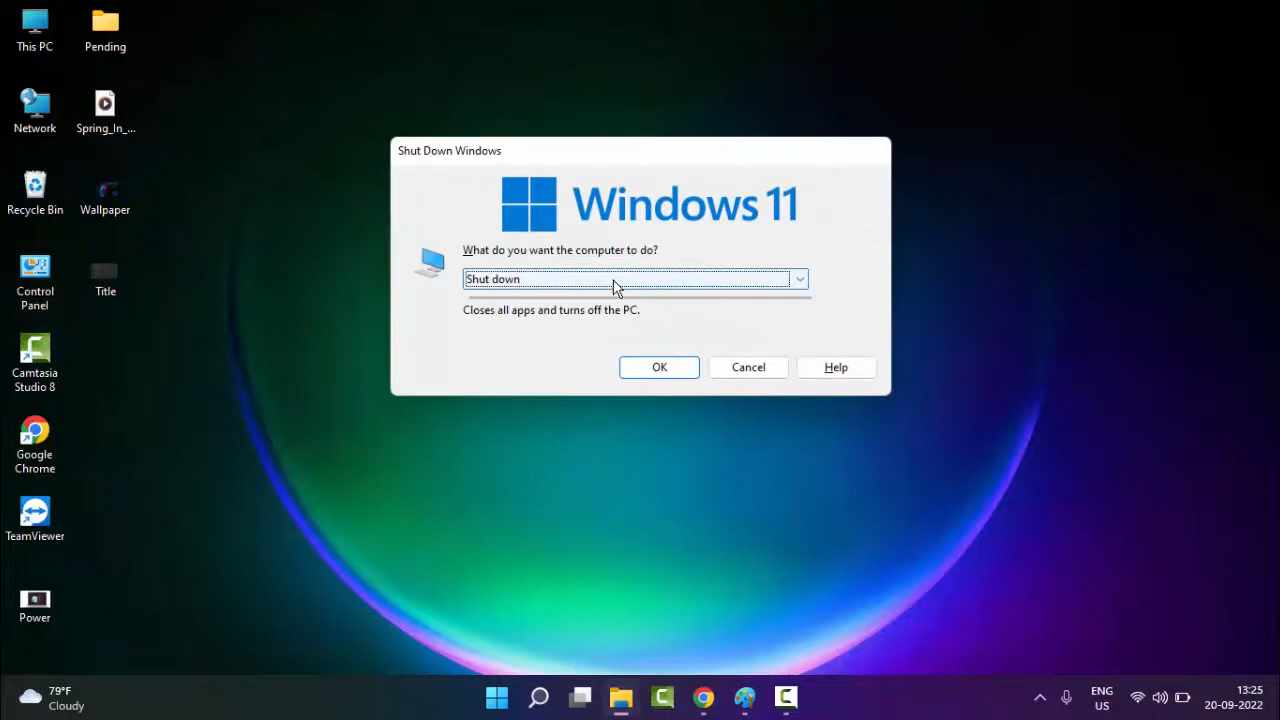 This PC
Pending
Network
Spring_In_...
Recycle Bin
Wallpaper
Control
Panel
Title
Camtasia
Studio 8
Google
Chrome
TeamViewer
Power
Shut Down Windows
Windows 11
What do you want the computer to do?
Shut down
Closes all apps and turns off the PC.
OK
Cancel
Help
79°F
Cloudy
ENG
US
13:25
20-09-2022